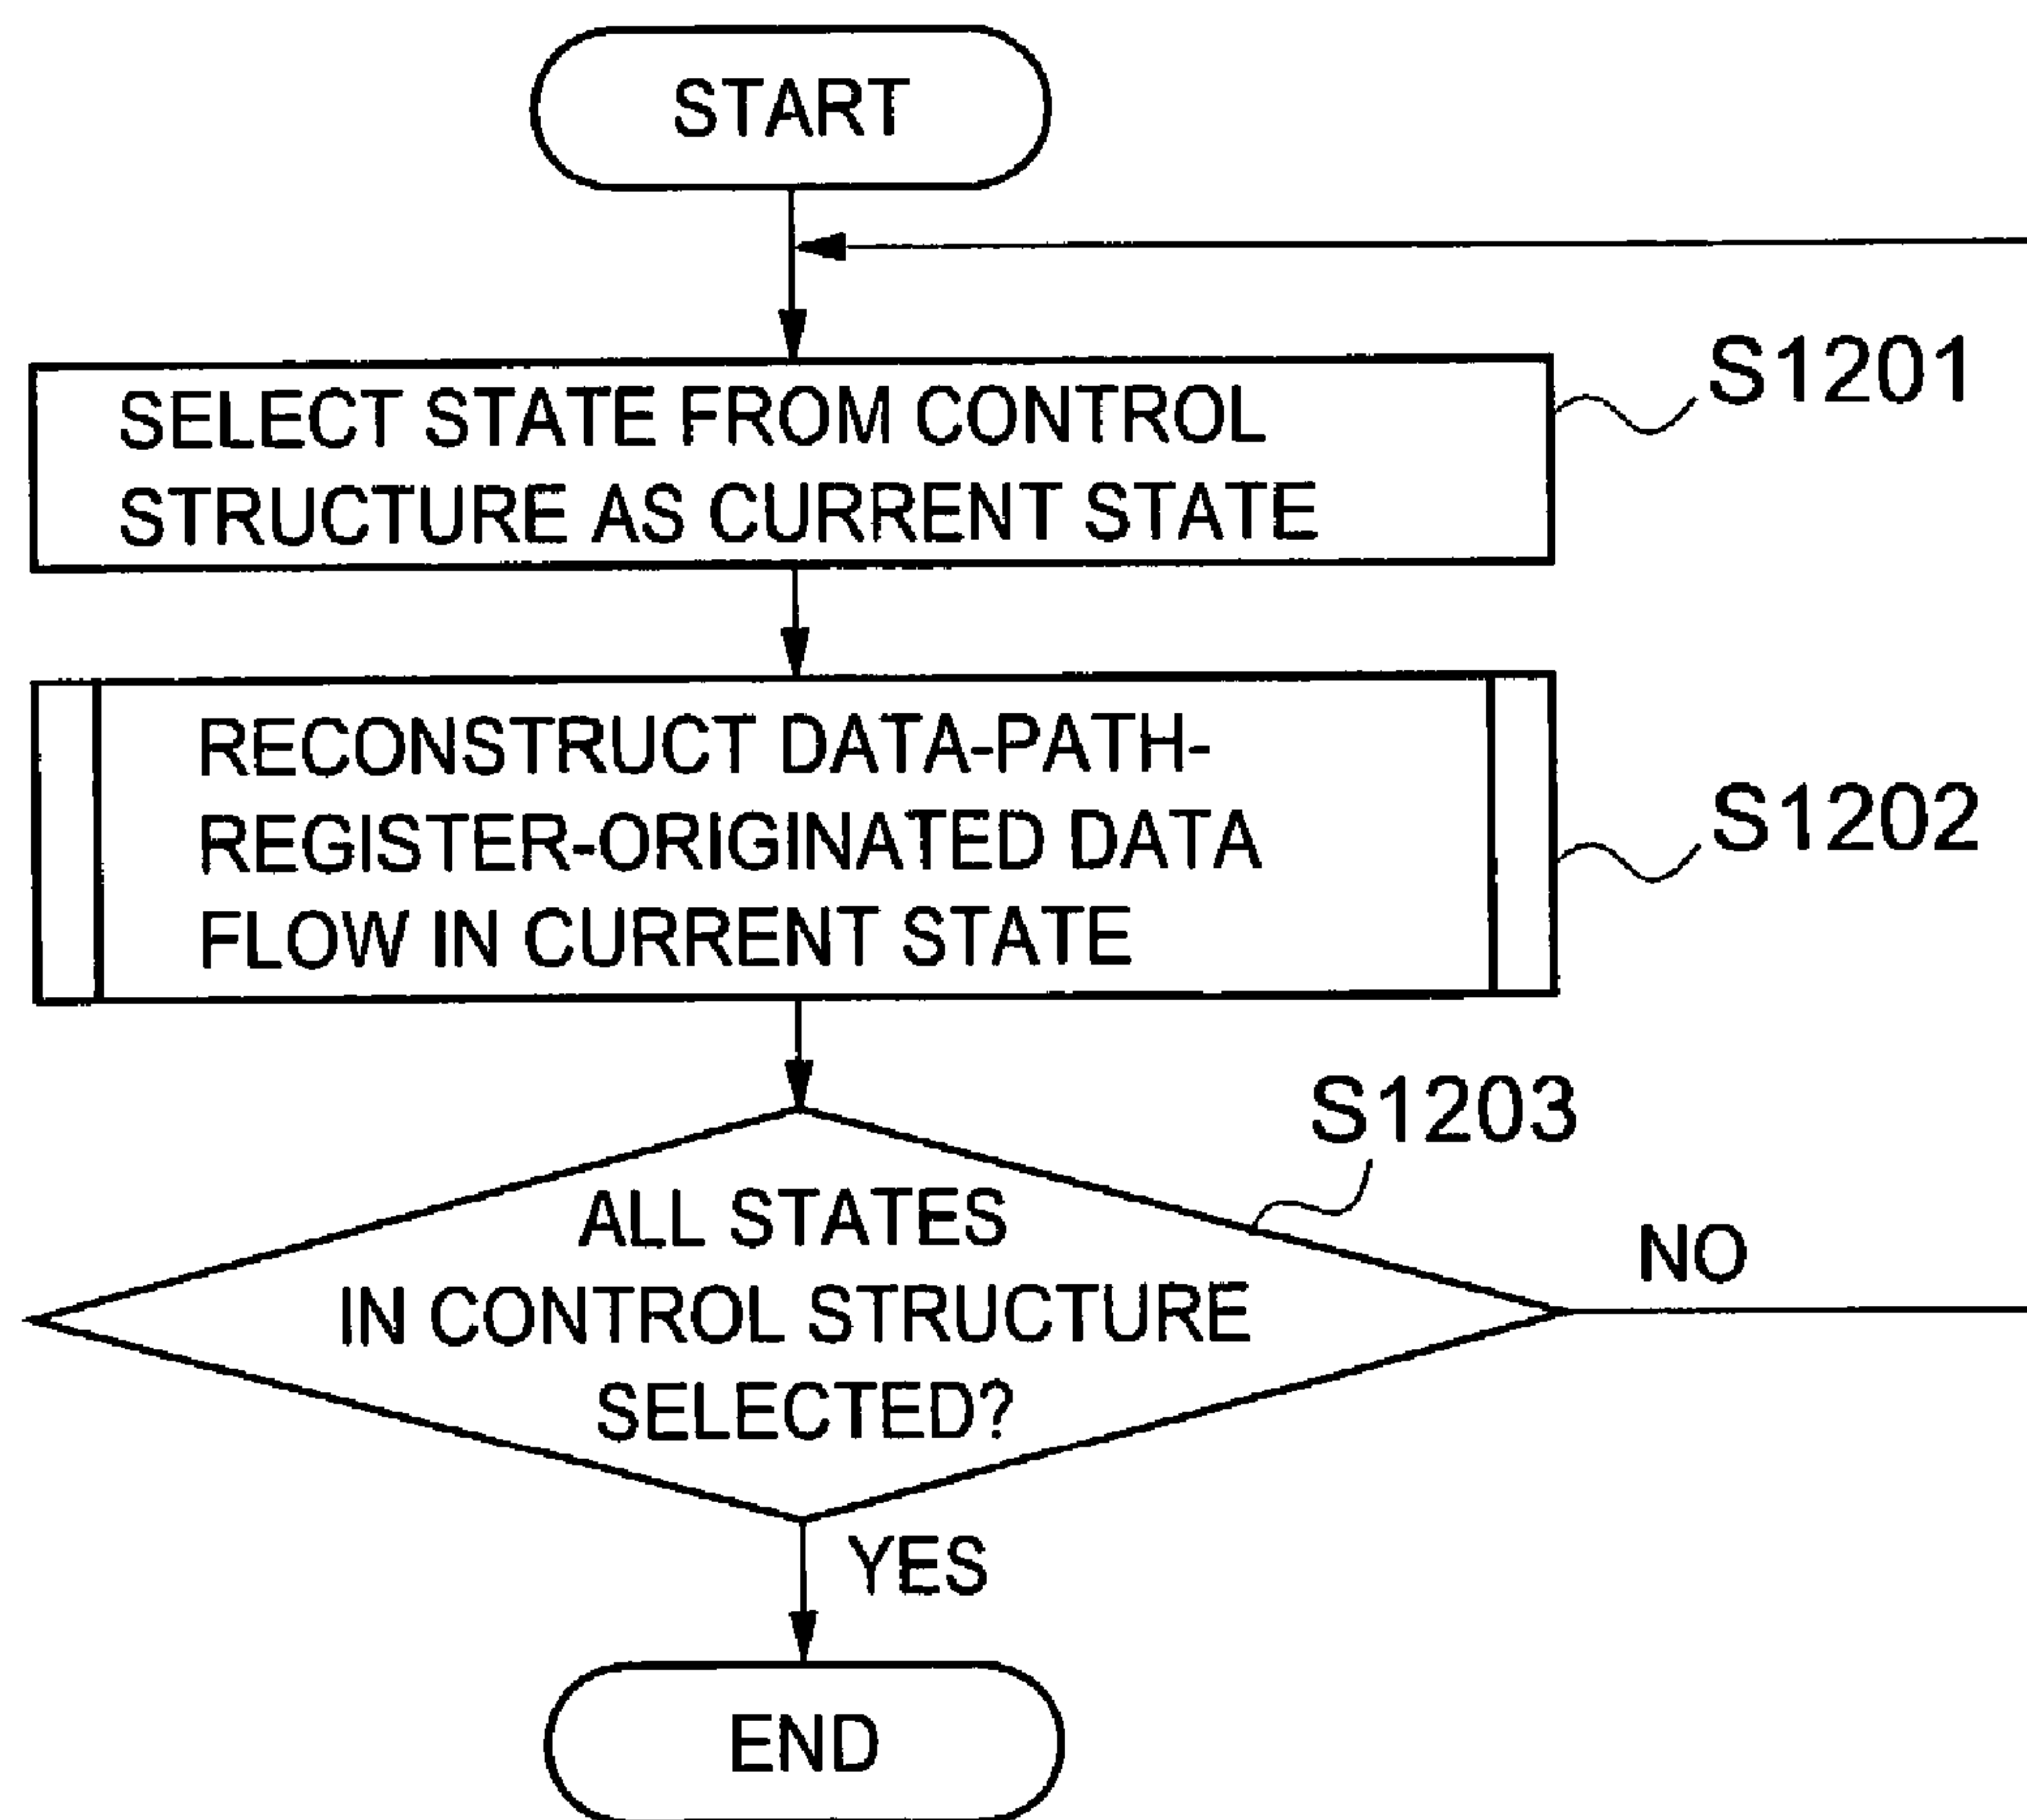 START
SELECT STATE FROM CONTROL
STRUCTURE AS CURRENT STATE
S1201
RECONSTRUCT DATA-PATH-
REGISTER-ORIGINATED DATA
FLOW IN CURRENT STATE
S1202
S1203
ALL STATES
IN CONTROL STRUCTURE
SELECTED?
NO
YES
END